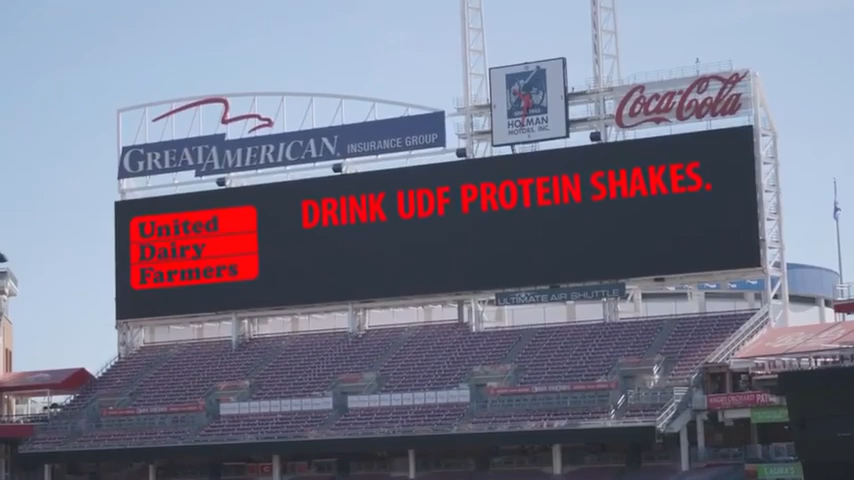 GREAT AMERICAN INSURANCE GROUP
HOLMAN
MOTORS, INC.
Coca-Cola
DRINK UDF PROTEIN SHAKES.
United
Dairy
Farmers
ULTIMATE AIR SHUTTLE